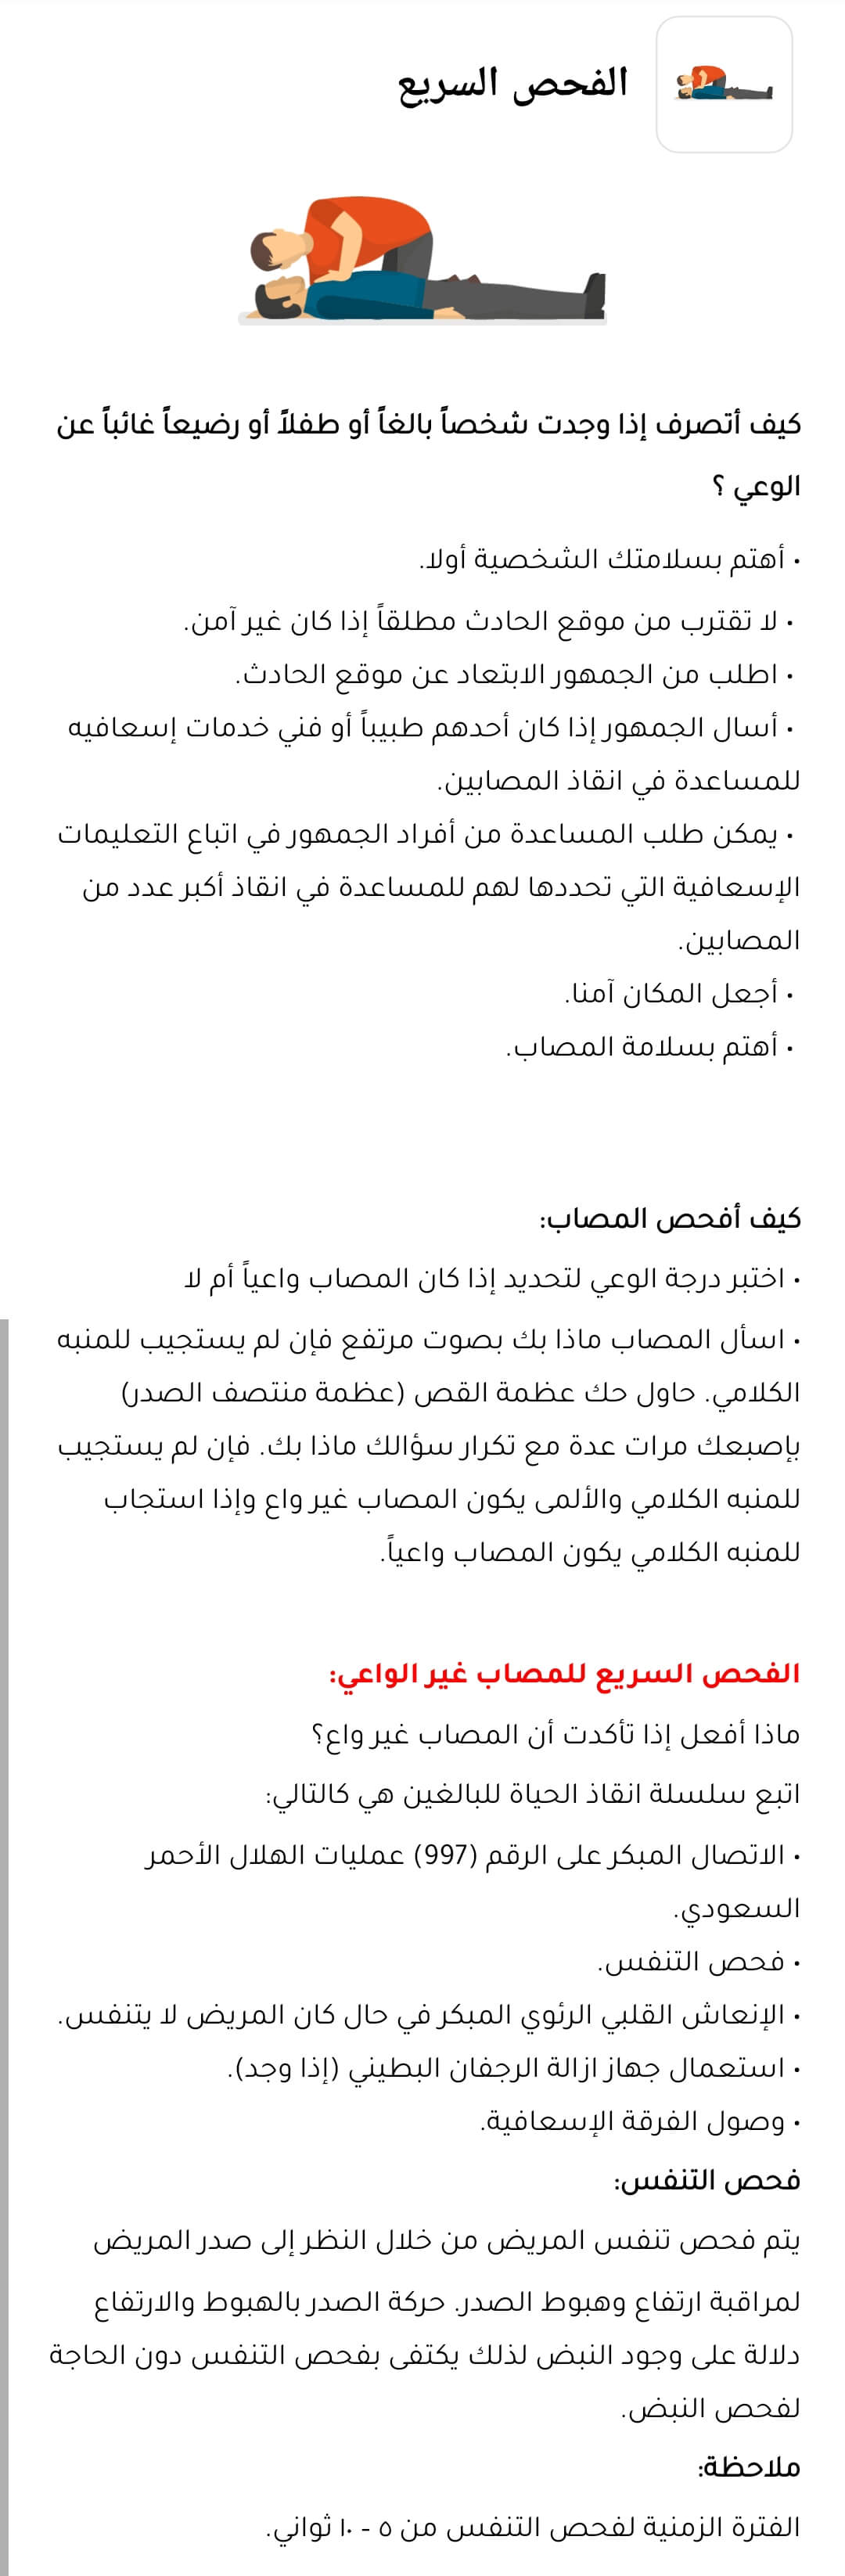 الفحص السريع
كيف أتصرف إذا وجدت شخصاً بالغاً أو طفلاً أو رضيعاً غائباً عن
الوعي ؟
• أهتم بسلامتك الشخصية أولا.
• لا تقترب من موقع الحادث مطلقاً إذا كان غير آمن.
• اطلب من الجمهور الابتعاد عن موقع الحادث.
• أسال الجمهور إذا كان أحدهم طبيباً أو فني خدمات إسعافيه
للمساعدة في انقاذ المصابين.
• يمكن طلب المساعدة من أفراد الجمهور في اتباع التعليمات
الإسعافية التي تحددها لهم للمساعدة في انقاذ أكبر عدد من
المصابين.
• أجعل المكان آمنا.
• أهتم بسلامة المصاب.
كيف أفحص المصاب:
• اختبر درجة الوعي لتحديد إذا كان المصاب واعياً أم لا
• اسأل المصاب ماذا بك بصوت مرتفع فإن لم يستجيب للمنبه
الكلامي. حاول حك عظمة القص (عظمة منتصف الصدر)
بإصبعك مرات عدة مع تكرار سؤالك ماذا بك. فإن لم يستجيب
للمنبه الكلامي والألمى يكون المصاب غير واع وإذا استجاب
للمنبه الكلامي يكون المصاب واعياً.
الفحص السريع للمصاب غير الواعي:
ماذا أفعل إذا تأكدت أن المصاب غير واع؟
اتبع سلسلة انقاذ الحياة للبالغين هي كالتالي:
• الاتصال المبكر على الرقم (997) عمليات الهلال الأحمر
السعودي.
• فحص التنفس.
• الإنعاش القلبي الرئوي المبكر في حال كان المريض لا يتنفس.
• استعمال جهاز ازالة الرجفان البطيني (إذا وجد).
• وصول الفرقة الإسعافية.
فحص التنفس:
يتم فحص تنفس المريض من خلال النظر إلى صدر المريض
لمراقبة ارتفاع وهبوط الصدر. حركة الصدر بالهبوط والارتفاع
دلالة على وجود النبض لذلك يكتفى بفحص التنفس دون الحاجة
لفحص النبض.
ملاحظة:
الفترة الزمنية لفحص التنفس من ٥ - ١٠ ثواني.